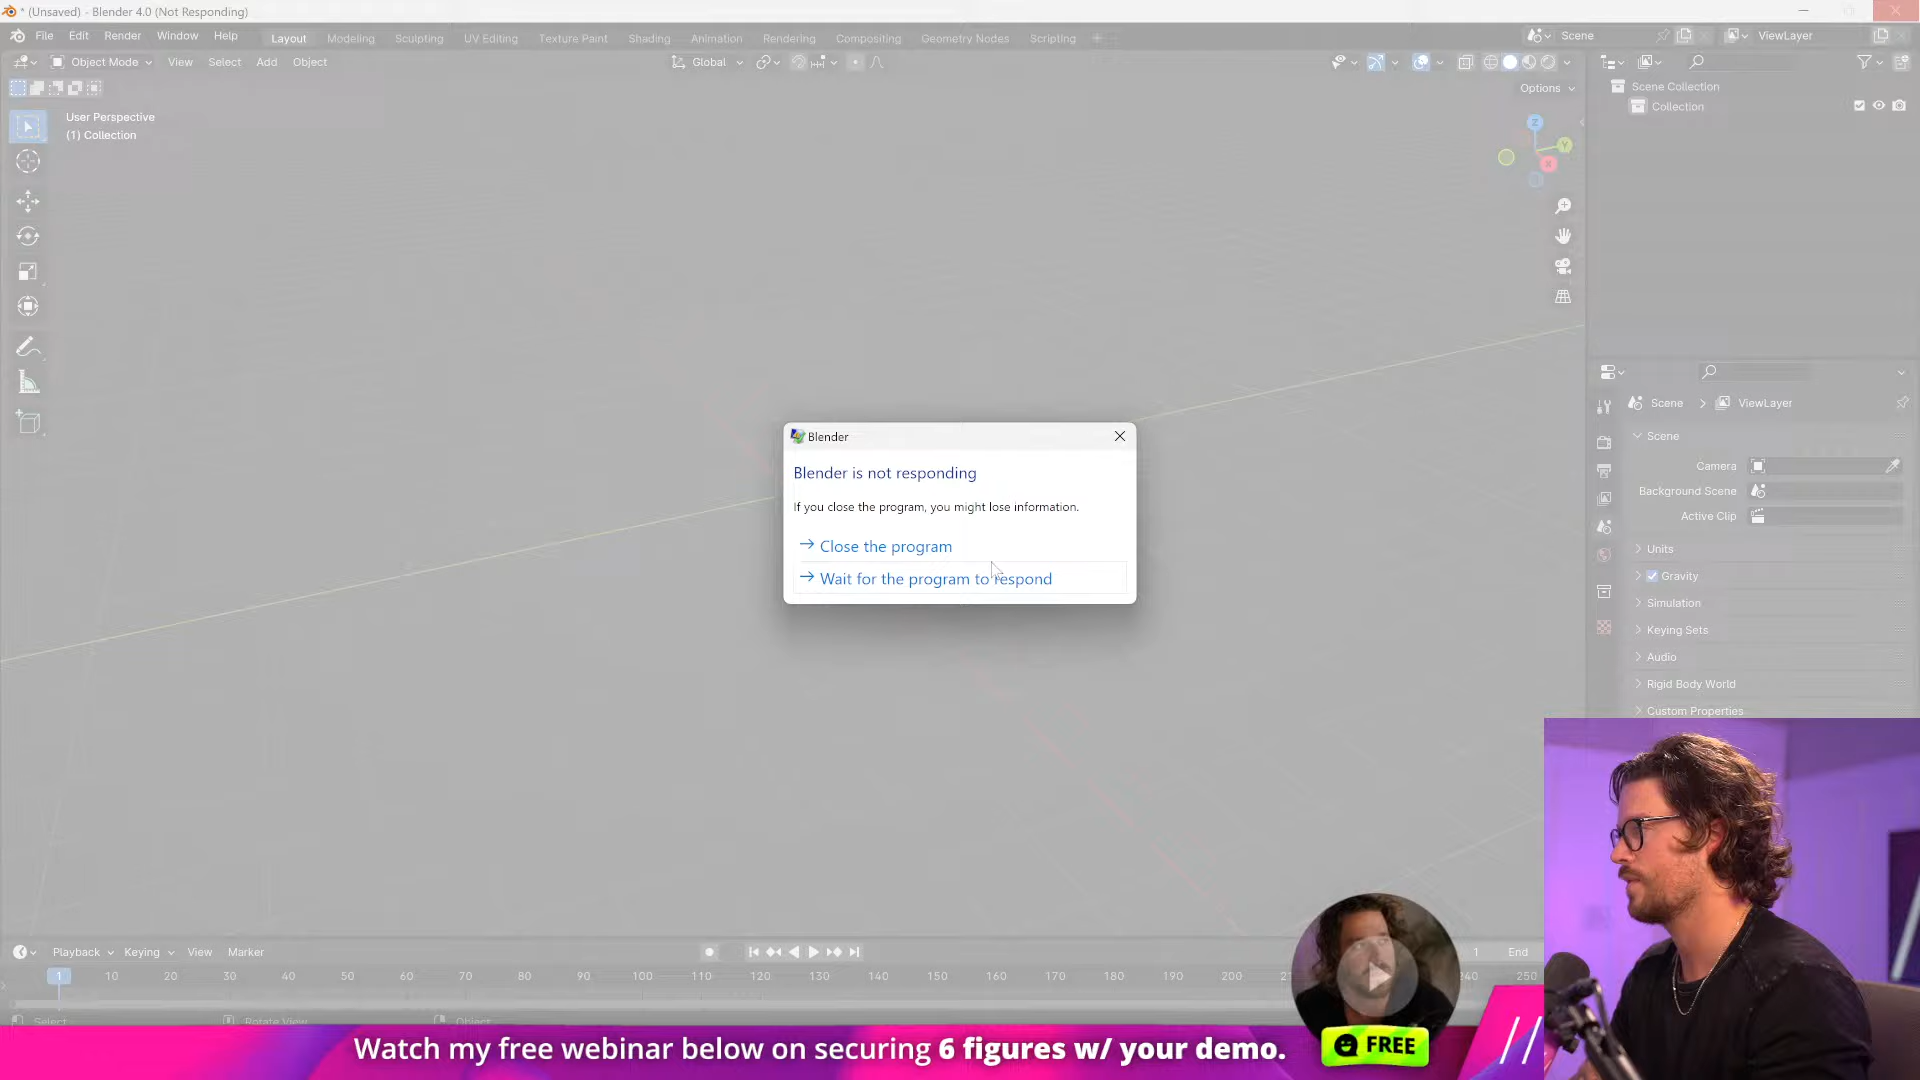 * (Unsaved) - Blender 4.0 (Not Responding)
File Edit Render Window Help Layout Modeling Sculpting UV Editing Texture Paint Shading Animation Rendering Compositing Geometry Nodes Scripting + Scene ViewLayer
Object Mode View Select Add Object Global
Options
User Perspective
(1) Collection
Z
Y
X
Scene Collection
Collection
Scene > ViewLayer
Scene
Camera
Background Scene
Active Clip
Units
Gravity
Simulation
Keying Sets
Audio
Rigid Body World
Custom Properties
Blender
Blender is not responding
If you close the program, you might lose information.
Close the program
Wait for the program to respond
Playback Keying View Marker 1 End
1 10 20 30 40 50 60 70 80 90 100 110 120 130 140 150 160 170 180 190 200 240 250
Select Rotate View Object
Watch my free webinar below on securing 6 figures w/ your demo.
FREE
//